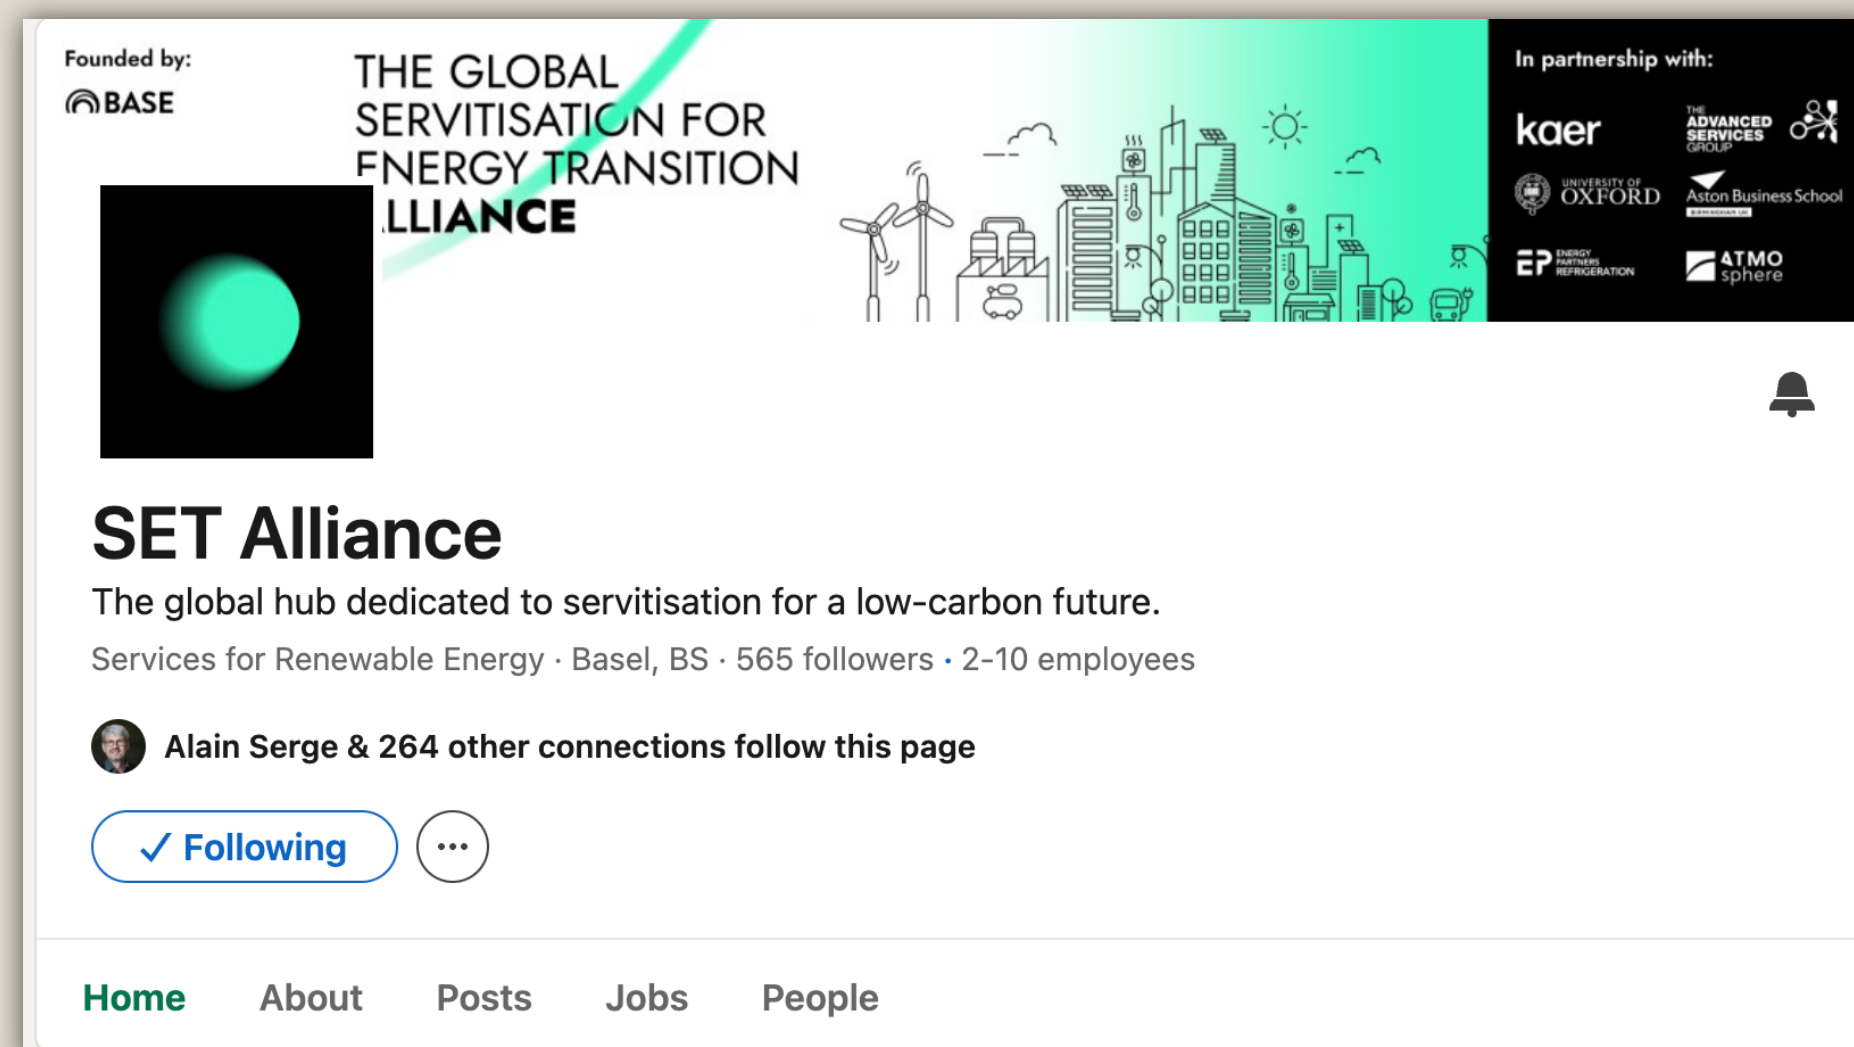 Founded by:
BASE
THE GLOBAL
SERVITISATION FOR
ENERGY TRANSITION
LLIANCE
In partnership with:
kaer
THE
ADVANCED
SERVICES
GROUP
UNIVERSITY OF
OXFORD
Aston Business School
BIRMINGHAM UK
EP ENERGY
PARTNERS
REFRIGERATION
ATMO
sphere
SET Alliance
The global hub dedicated to servitisation for a low-carbon future.
Services for Renewable Energy · Basel, BS · 565 followers · 2-10 employees
Alain Serge & 264 other connections follow this page
✓ Following
Home About Posts Jobs People